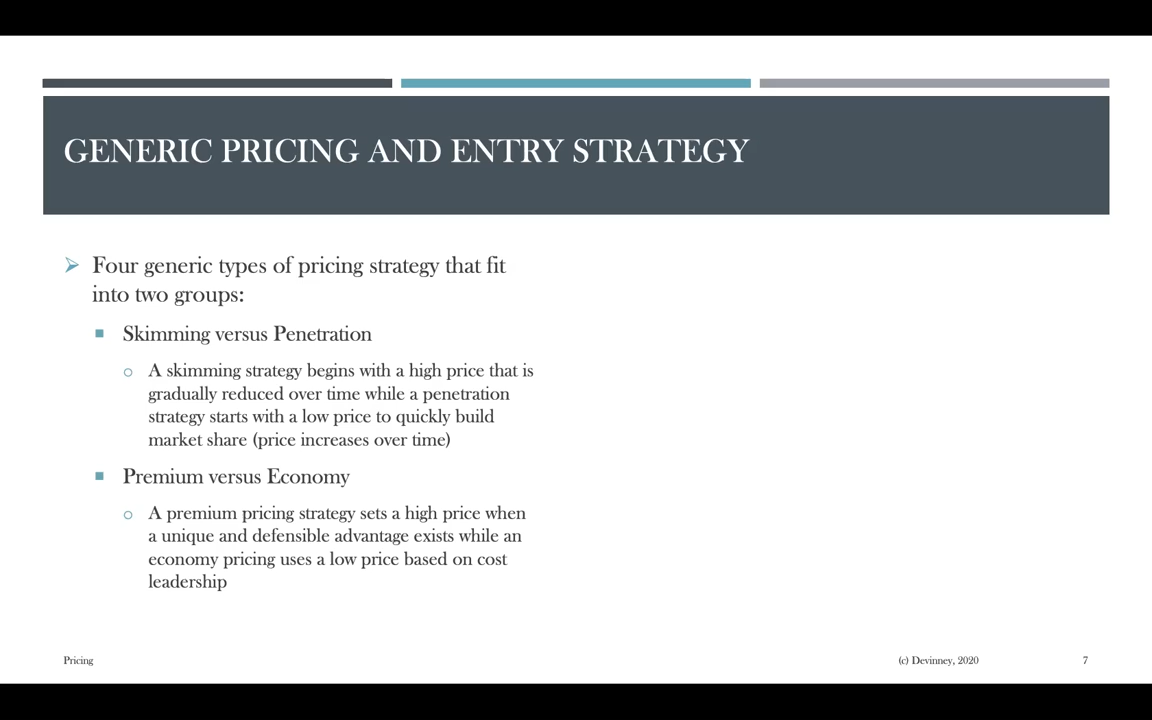 GENERIC PRICING AND ENTRY STRATEGY
Four generic types of pricing strategy that fit
into two groups:
Skimming versus Penetration
A skimming strategy begins with a high price that is
gradually reduced over time while a penetration
strategy starts with a low price to quickly build
market share (price increases over time)
Premium versus Economy
A premium pricing strategy sets a high price when
a unique and defensible advantage exists while an
economy pricing uses a low price based on cost
leadership
Pricing
(c) Devinney, 2020
7